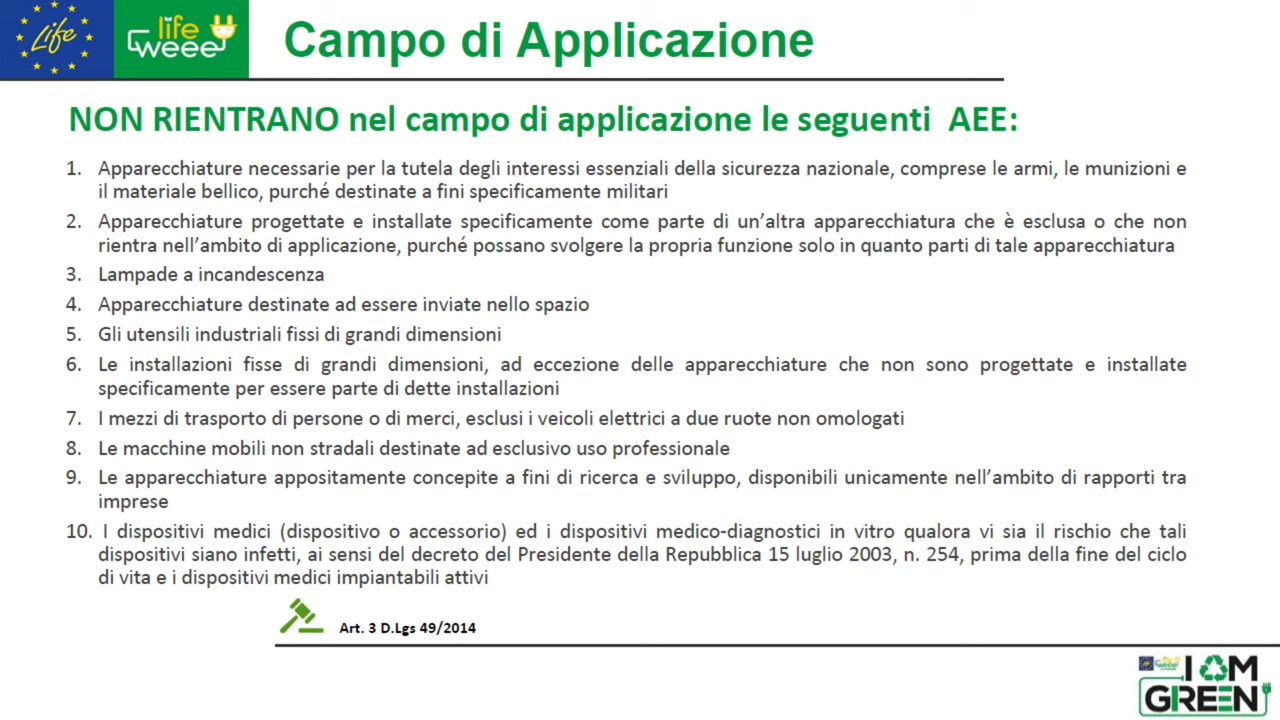 Life
life
weee
Campo di Applicazione
NON RIENTRANO nel campo di applicazione le seguenti AEE:
1. Apparecchiature necessarie per la tutela degli interessi essenziali della sicurezza nazionale, comprese le armi, le munizioni e
il materiale bellico, purché destinate a fini specificamente militari
2. Apparecchiature progettate e installate specificamente come parte di un’altra apparecchiatura che è esclusa o che non
rientra nell’ambito di applicazione, purché possano svolgere la propria funzione solo in quanto parti di tale apparecchiatura
3. Lampade a incandescenza
4. Apparecchiature destinate ad essere inviate nello spazio
5. Gli utensili industriali fissi di grandi dimensioni
6. Le installazioni fisse di grandi dimensioni, ad eccezione delle apparecchiature che non sono progettate e installate
specificamente per essere parte di dette installazioni
7. I mezzi di trasporto di persone o di merci, esclusi i veicoli elettrici a due ruote non omologati
8. Le macchine mobili non stradali destinate ad esclusivo uso professionale
9. Le apparecchiature appositamente concepite a fini di ricerca e sviluppo, disponibili unicamente nell’ambito di rapporti tra
imprese
10. I dispositivi medici (dispositivo o accessorio) ed i dispositivi medico-diagnostici in vitro qualora vi sia il rischio che tali
dispositivi siano infetti, ai sensi del decreto del Presidente della Repubblica 15 luglio 2003, n. 254, prima della fine del ciclo
di vita e i dispositivi medici impiantabili attivi
Art. 3 D.Lgs 49/2014
I AM
GREEN